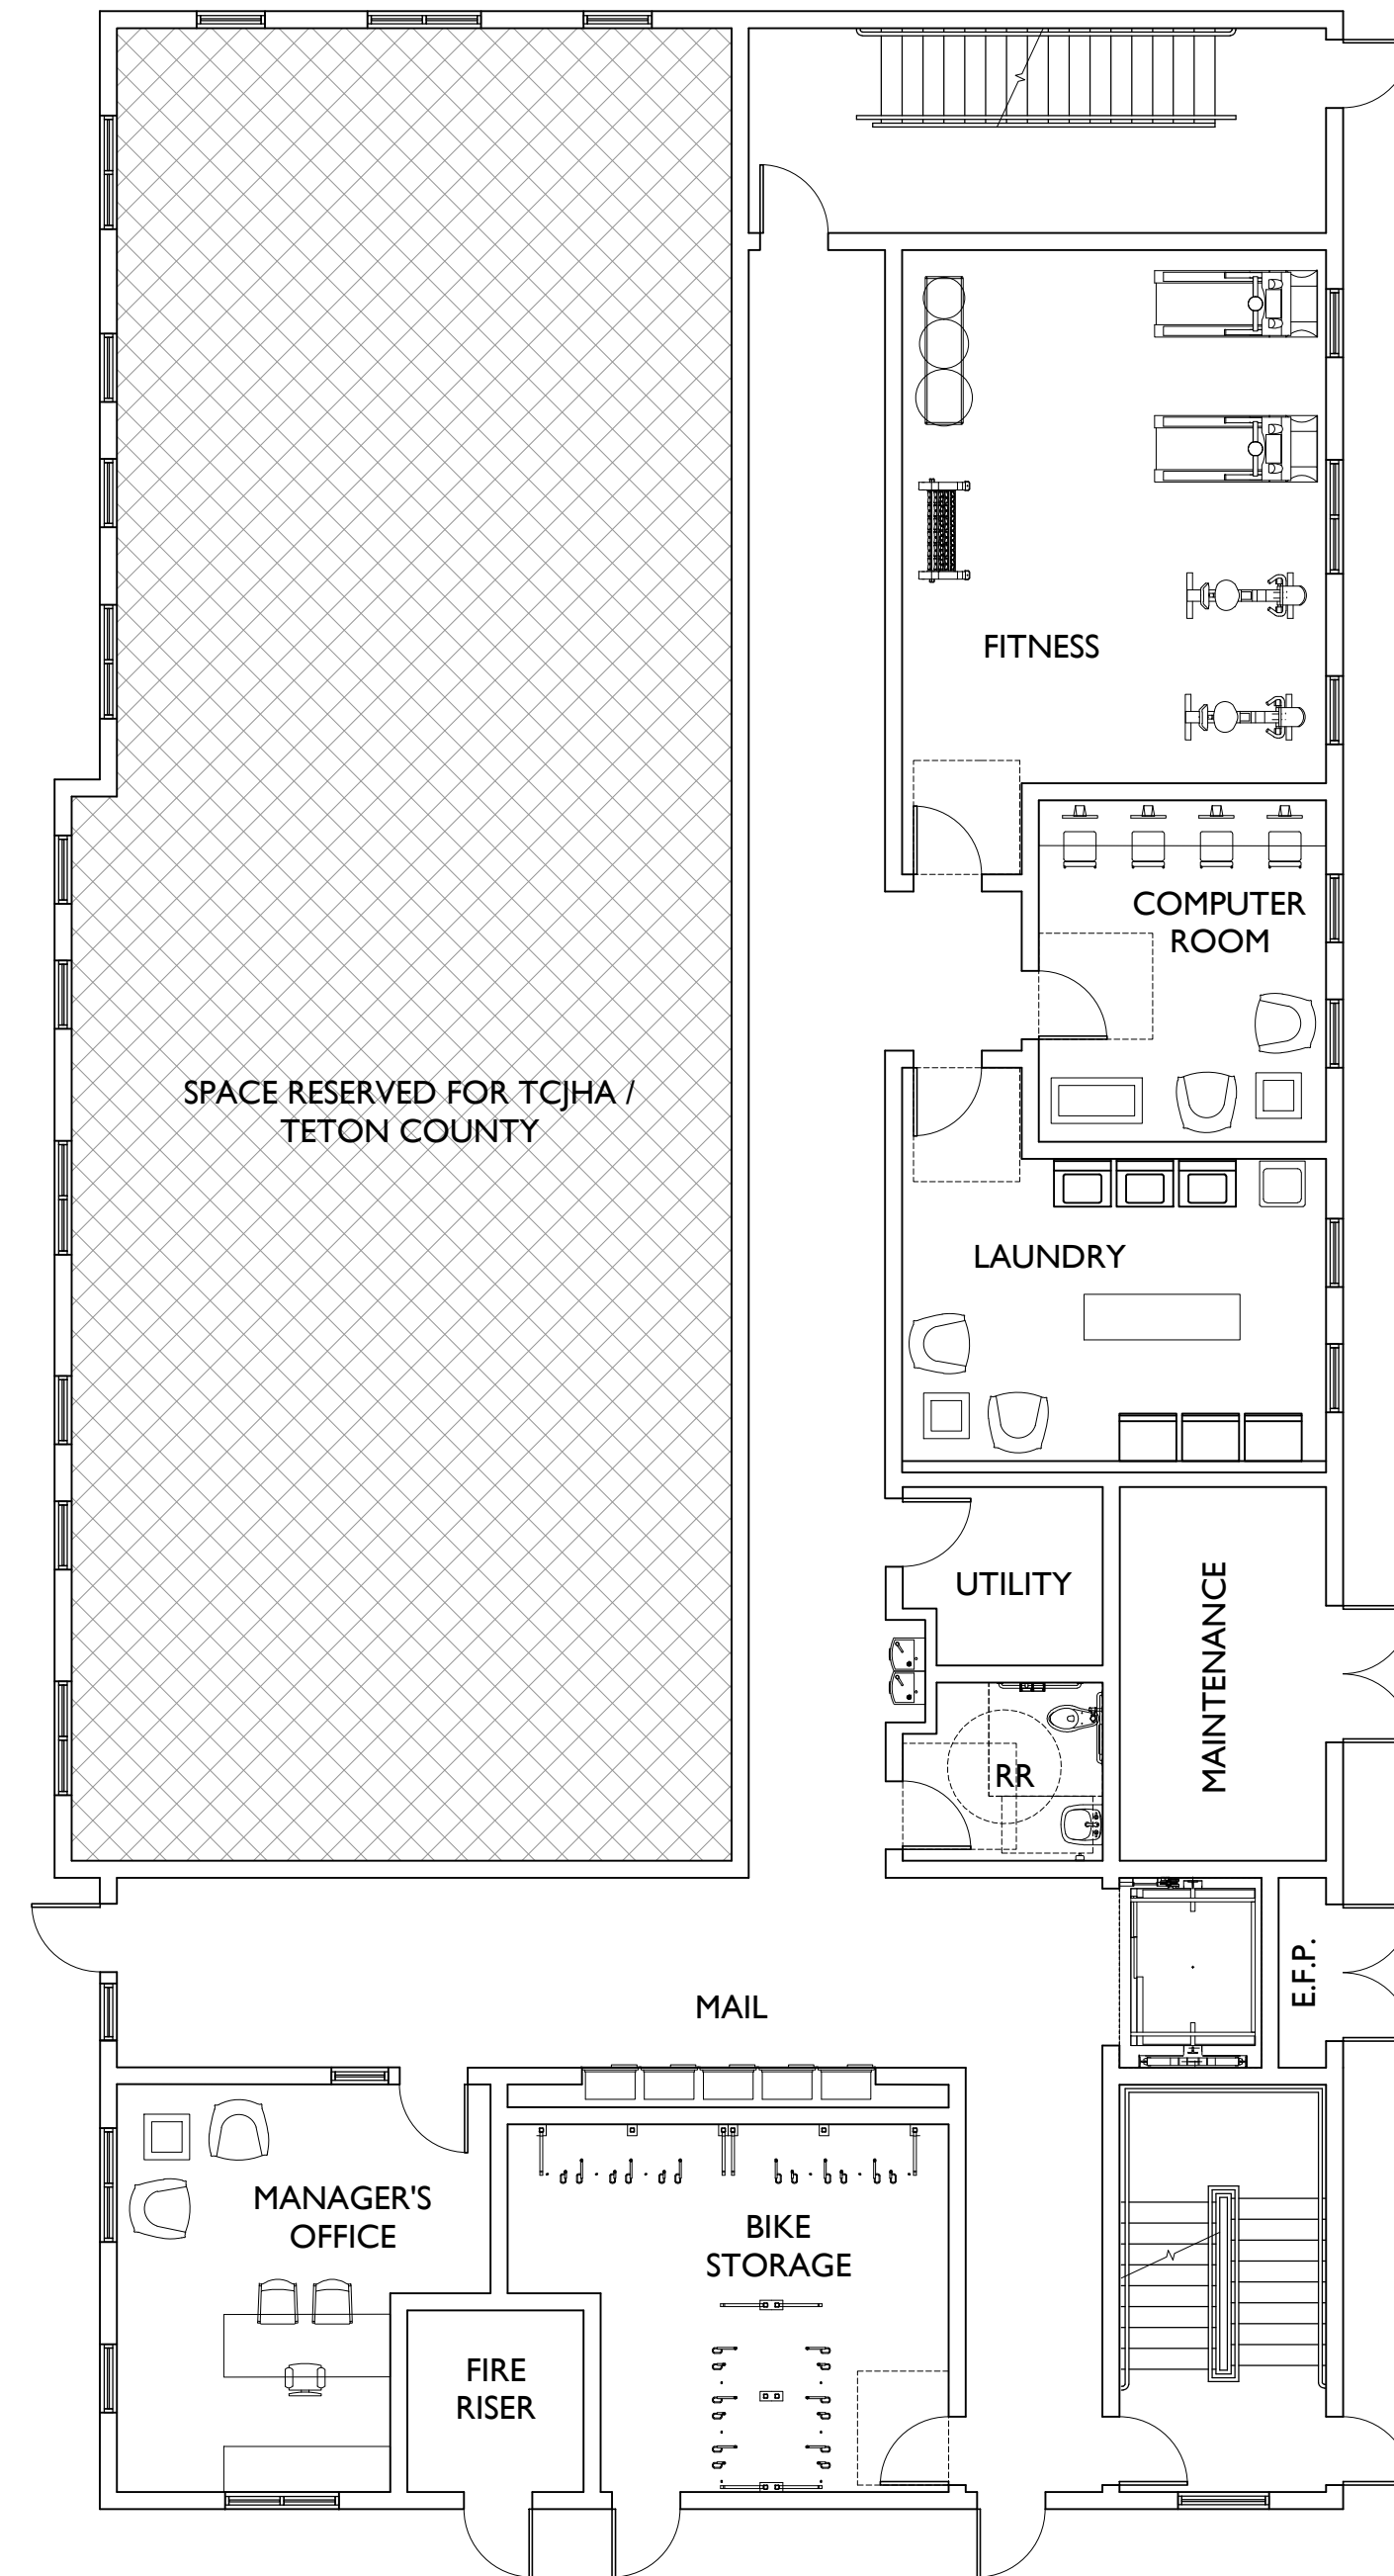 FITNESS
COMPUTER
ROOM
SPACE RESERVED FOR TCJHA /
TETON COUNTY
LAUNDRY
UTILITY
MAINTENANCE
RR
E.F.P.
MAIL
MANAGER'S
OFFICE
BIKE
STORAGE
FIRE
RISER